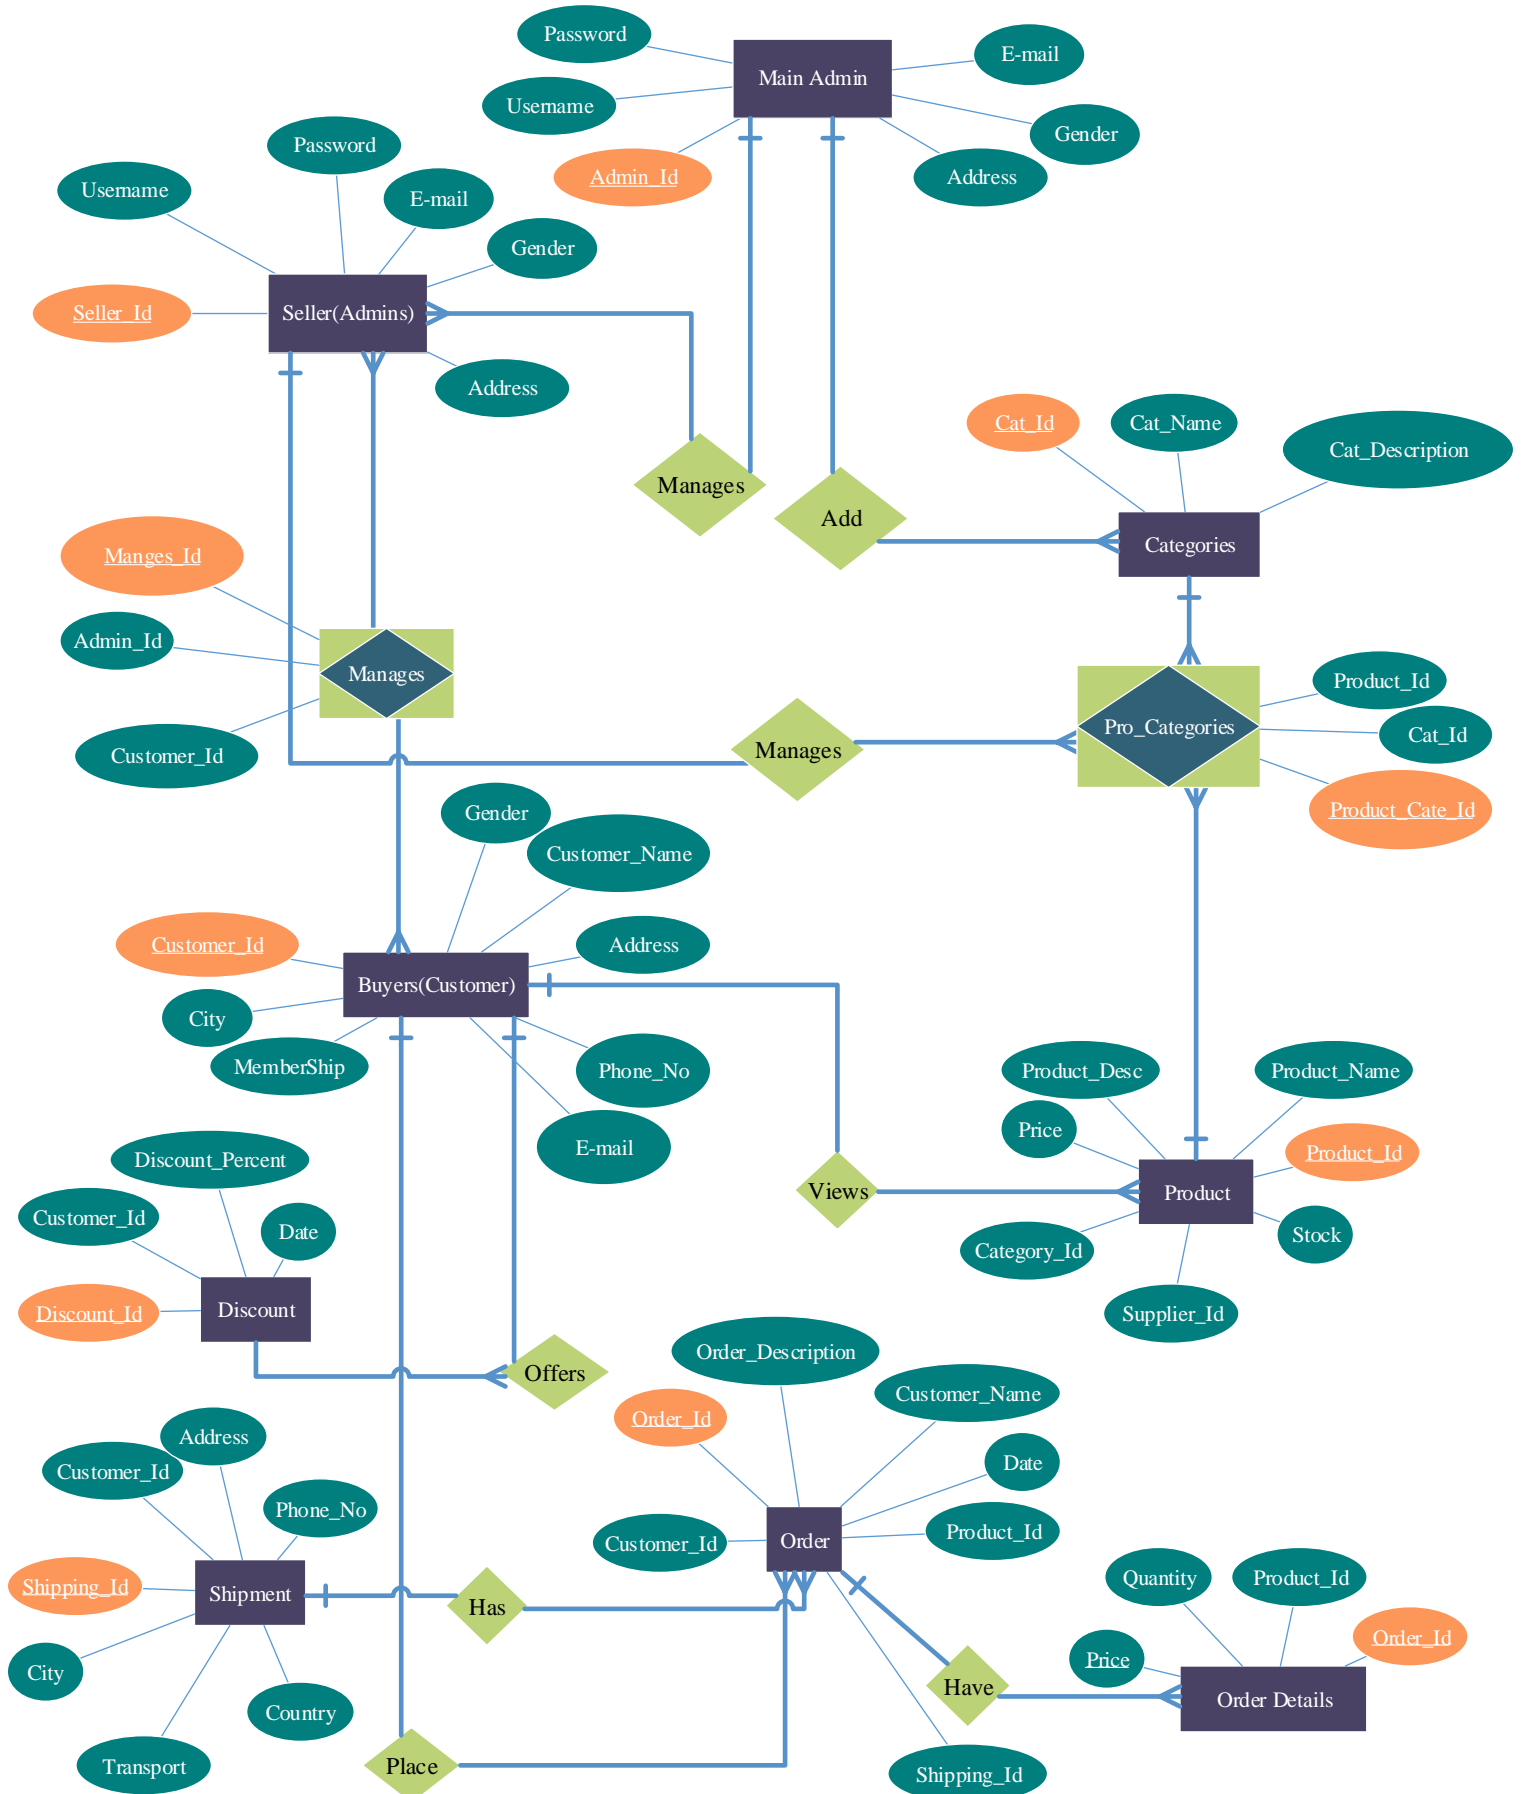 Password
Main Admin
E-mail
Username
Gender
Admin_Id
Address
Password
Username
E-mail
Gender
Seller_Id
Seller(Admins)
Address
Cat_Id
Cat_Name
Cat_Description
Manages
Add
Categories
Manges_Id
Admin_Id
Manages
Customer_Id
Manages
Pro_Categories
Product_Id
Cat_Id
Product_Cate_Id
Gender
Customer_Name
Customer_Id
Address
Buyers(Customer)
City
MemberShip
Phone_No
E-mail
Product_Desc
Product_Name
Price
Product_Id
Views
Product
Stock
Category_Id
Supplier_Id
Discount_Percent
Customer_Id
Date
Discount_Id
Discount
Offers
Order_Description
Customer_Name
Order_Id
Date
Customer_Id
Order
Product_Id
Address
Customer_Id
Phone_No
Shipping_Id
Shipment
Has
City
Country
Transport
Place
Have
Shipping_Id
Quantity
Product_Id
Price
Order_Id
Order Details